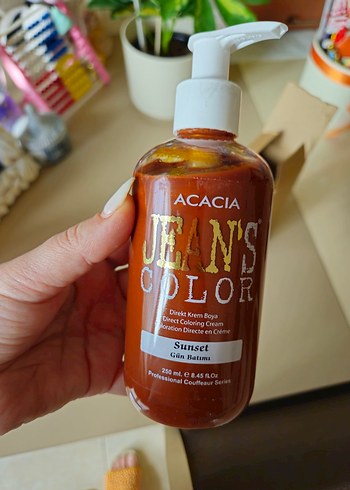 ACACIA
JEAN'S
COLOR
Direkt Krem Boya
Direct Coloring Cream
Coloration Directe en Crème
Sunset
Gün Batımı
250 ml ℮ 8.45 fl.Oz
Professional Couffeur Series